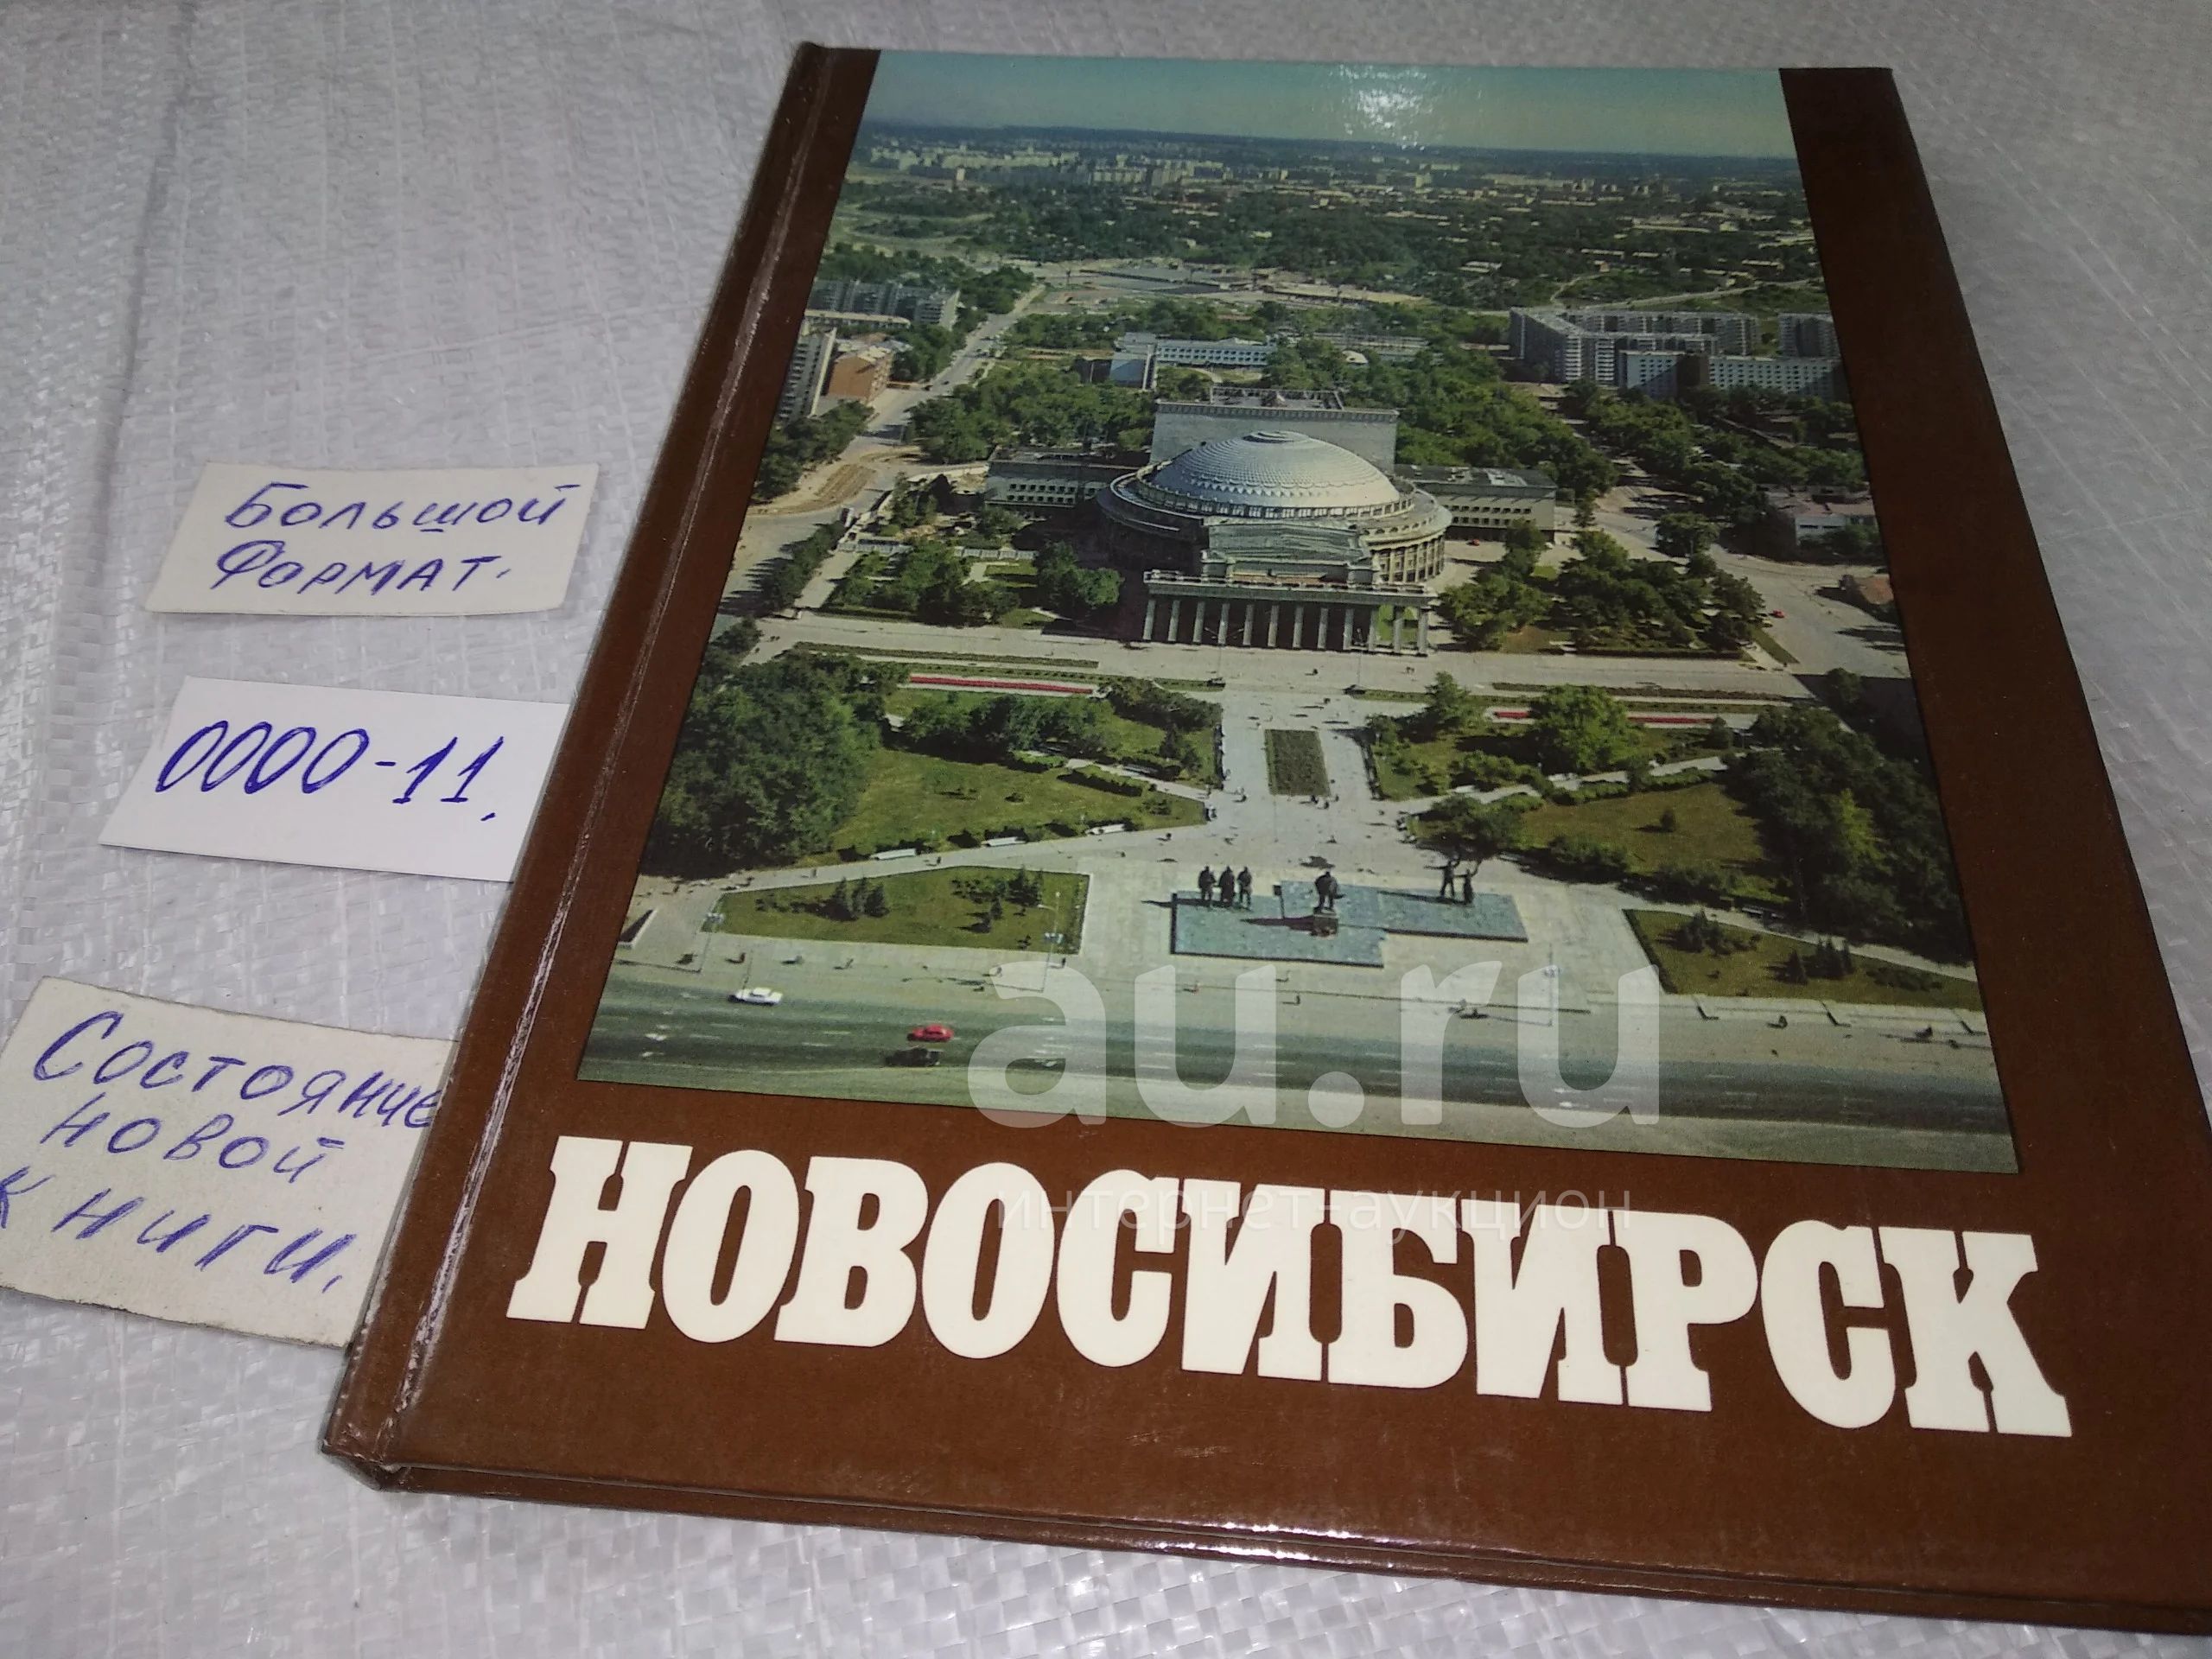 Большой
Формат.
0000-11.
Состояние
новой
книги.
НОВОСИБИРСК
au.ru
интернет-аукцион